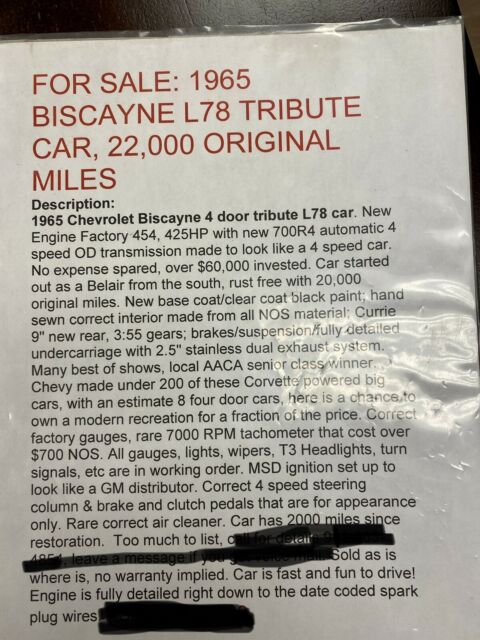 FOR SALE: 1965
BISCAYNE L78 TRIBUTE
CAR, 22,000 ORIGINAL
MILES
Description:
1965 Chevrolet Biscayne 4 door tribute L78 car. New
Engine Factory 454, 425HP with new 700R4 automatic 4
speed OD transmission made to look like a 4 speed car.
No expense spared, over $60,000 invested. Car started
out as a Belair from the south, rust free with 20,000
original miles. New base coat/clear coat black paint; hand
sewn correct interior made from all NOS material; Currie
9" new rear, 3:55 gears; brakes/suspension/fully detailed
undercarriage with 2.5" stainless dual exhaust system.
Many best of shows, local AACA senior class winner.
Chevy made under 200 of these Corvette powered big
cars, with an estimate 8 four door cars, here is a chance to
own a modern recreation for a fraction of the price. Correct
factory gauges, rare 7000 RPM tachometer that cost over
$700 NOS. All gauges, lights, wipers, T3 Headlights, turn
signals, etc are in working order. MSD ignition set up to
look like a GM distributor. Correct 4 speed steering
column & brake and clutch pedals that are for appearance
only. Rare correct air cleaner. Car has 2000 miles since
restoration. Too much to list, call for details
leave a message if you Sold as is
where is, no warranty implied. Car is fast and fun to drive!
Engine is fully detailed right down to the date coded spark
plug wires